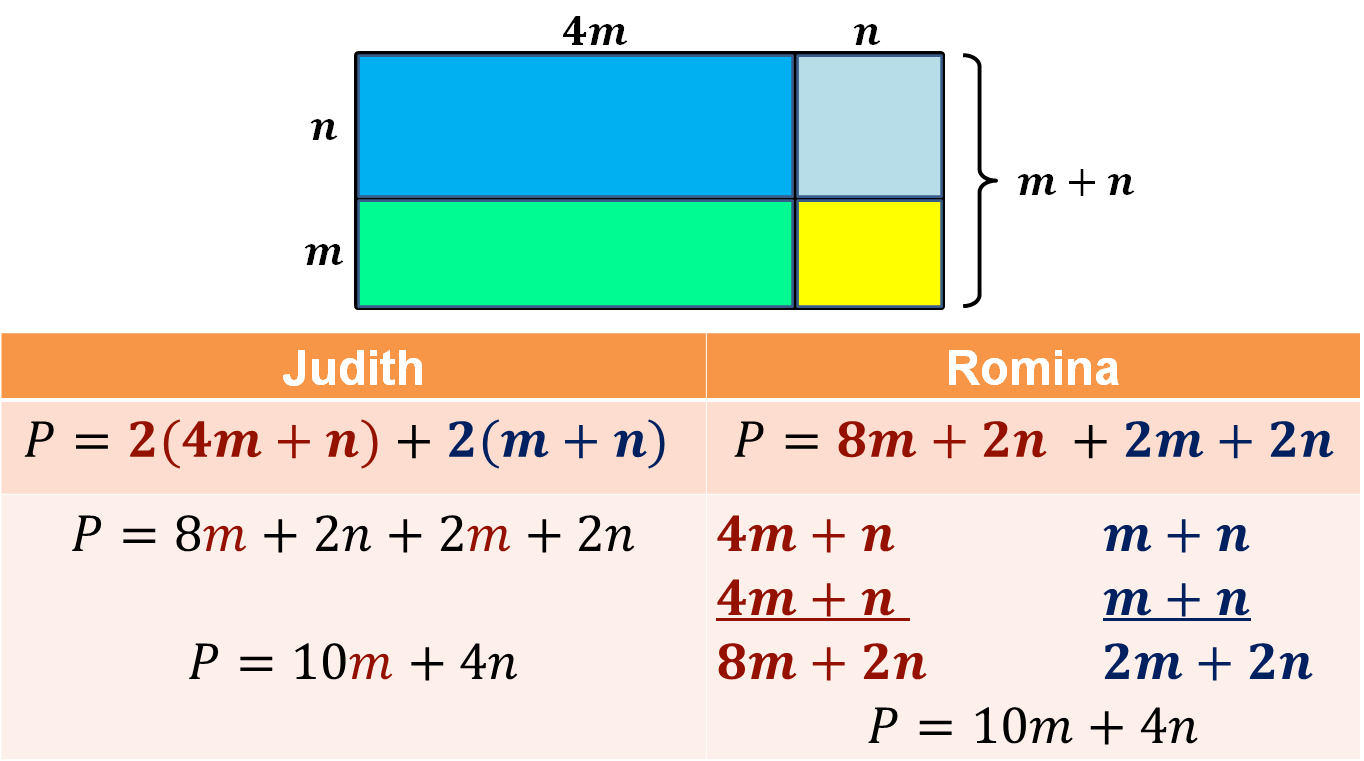 4m n
n
m + n
m
Judith Romina
P = 2(4m + n) + 2(m + n) P = 8m + 2n + 2m + 2n
P = 8m + 2n + 2m + 2n 4m + n m + n
4m + n m + n
P = 10m + 4n 8m + 2n 2m + 2n
P = 10m + 4n